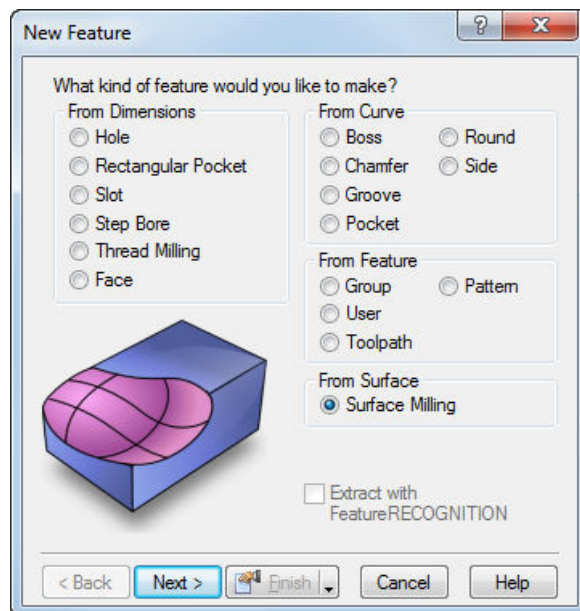 New Feature
What kind of feature would you like to make?
From Dimensions
Hole
Rectangular Pocket
Slot
Step Bore
Thread Milling
Face
From Curve
Boss
Round
Chamfer
Side
Groove
Pocket
From Feature
Group
Pattern
User
Toolpath
From Surface
Surface Milling
Extract with
FeatureRECOGNITION
< Back
Next >
Finish
Cancel
Help